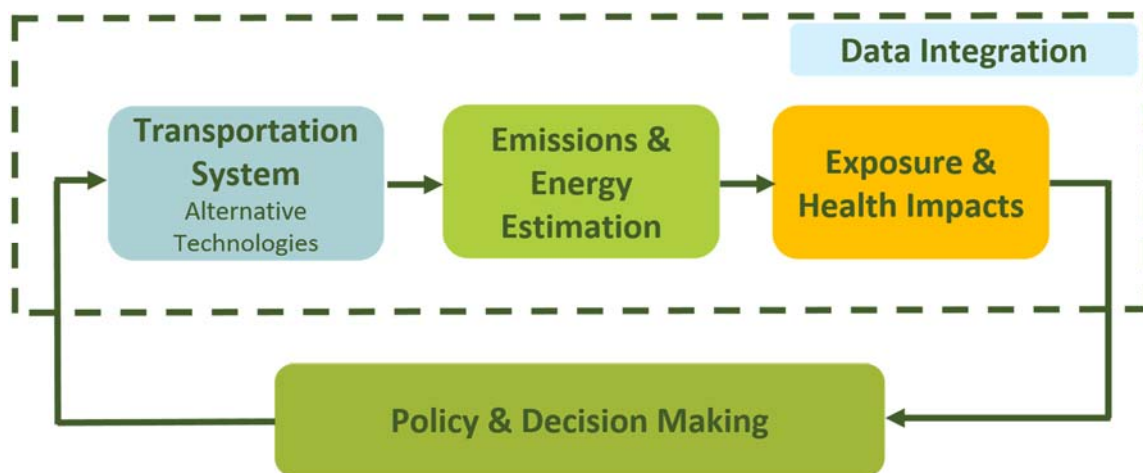 Data Integration
Transportation
System
Alternative
Technologies
Emissions &
Energy
Estimation
Exposure &
Health Impacts
Policy & Decision Making